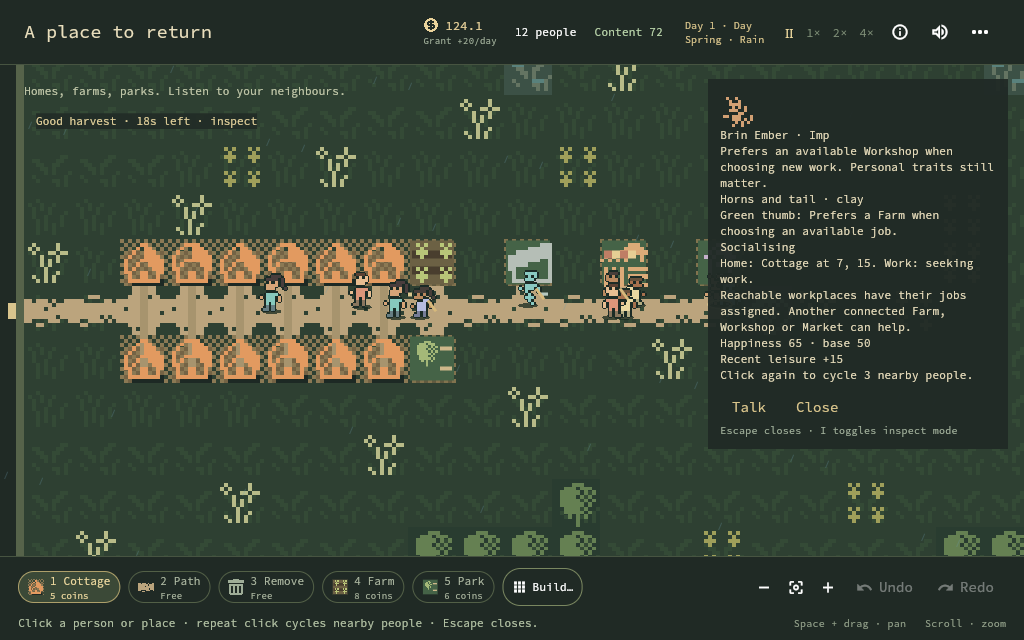 A place to return
124.1
Grant +20/day
12 people
Content 72
Day 1 · Day
Spring · Rain
II 1× 2× 4×
Homes, farms, parks. Listen to your neighbours.
Good harvest · 18s left · inspect
Brin Ember · Imp
Prefers an available Workshop when
choosing new work. Personal traits still
matter.
Horns and tail · clay
Green thumb: Prefers a Farm when
choosing an available job.
Socialising
Home: Cottage at 7, 15. Work: seeking
work.
Reachable workplaces have their jobs
assigned. Another connected Farm,
Workshop or Market can help.
Happiness 65 · base 50
Recent leisure +15
Click again to cycle 3 nearby people.
Talk Close
Escape closes · I toggles inspect mode
1 Cottage
5 coins
2 Path
Free
3 Remove
Free
4 Farm
8 coins
5 Park
6 coins
Build…
Undo
Redo
Click a person or place · repeat click cycles nearby people · Escape closes.
Space + drag · pan Scroll · zoom